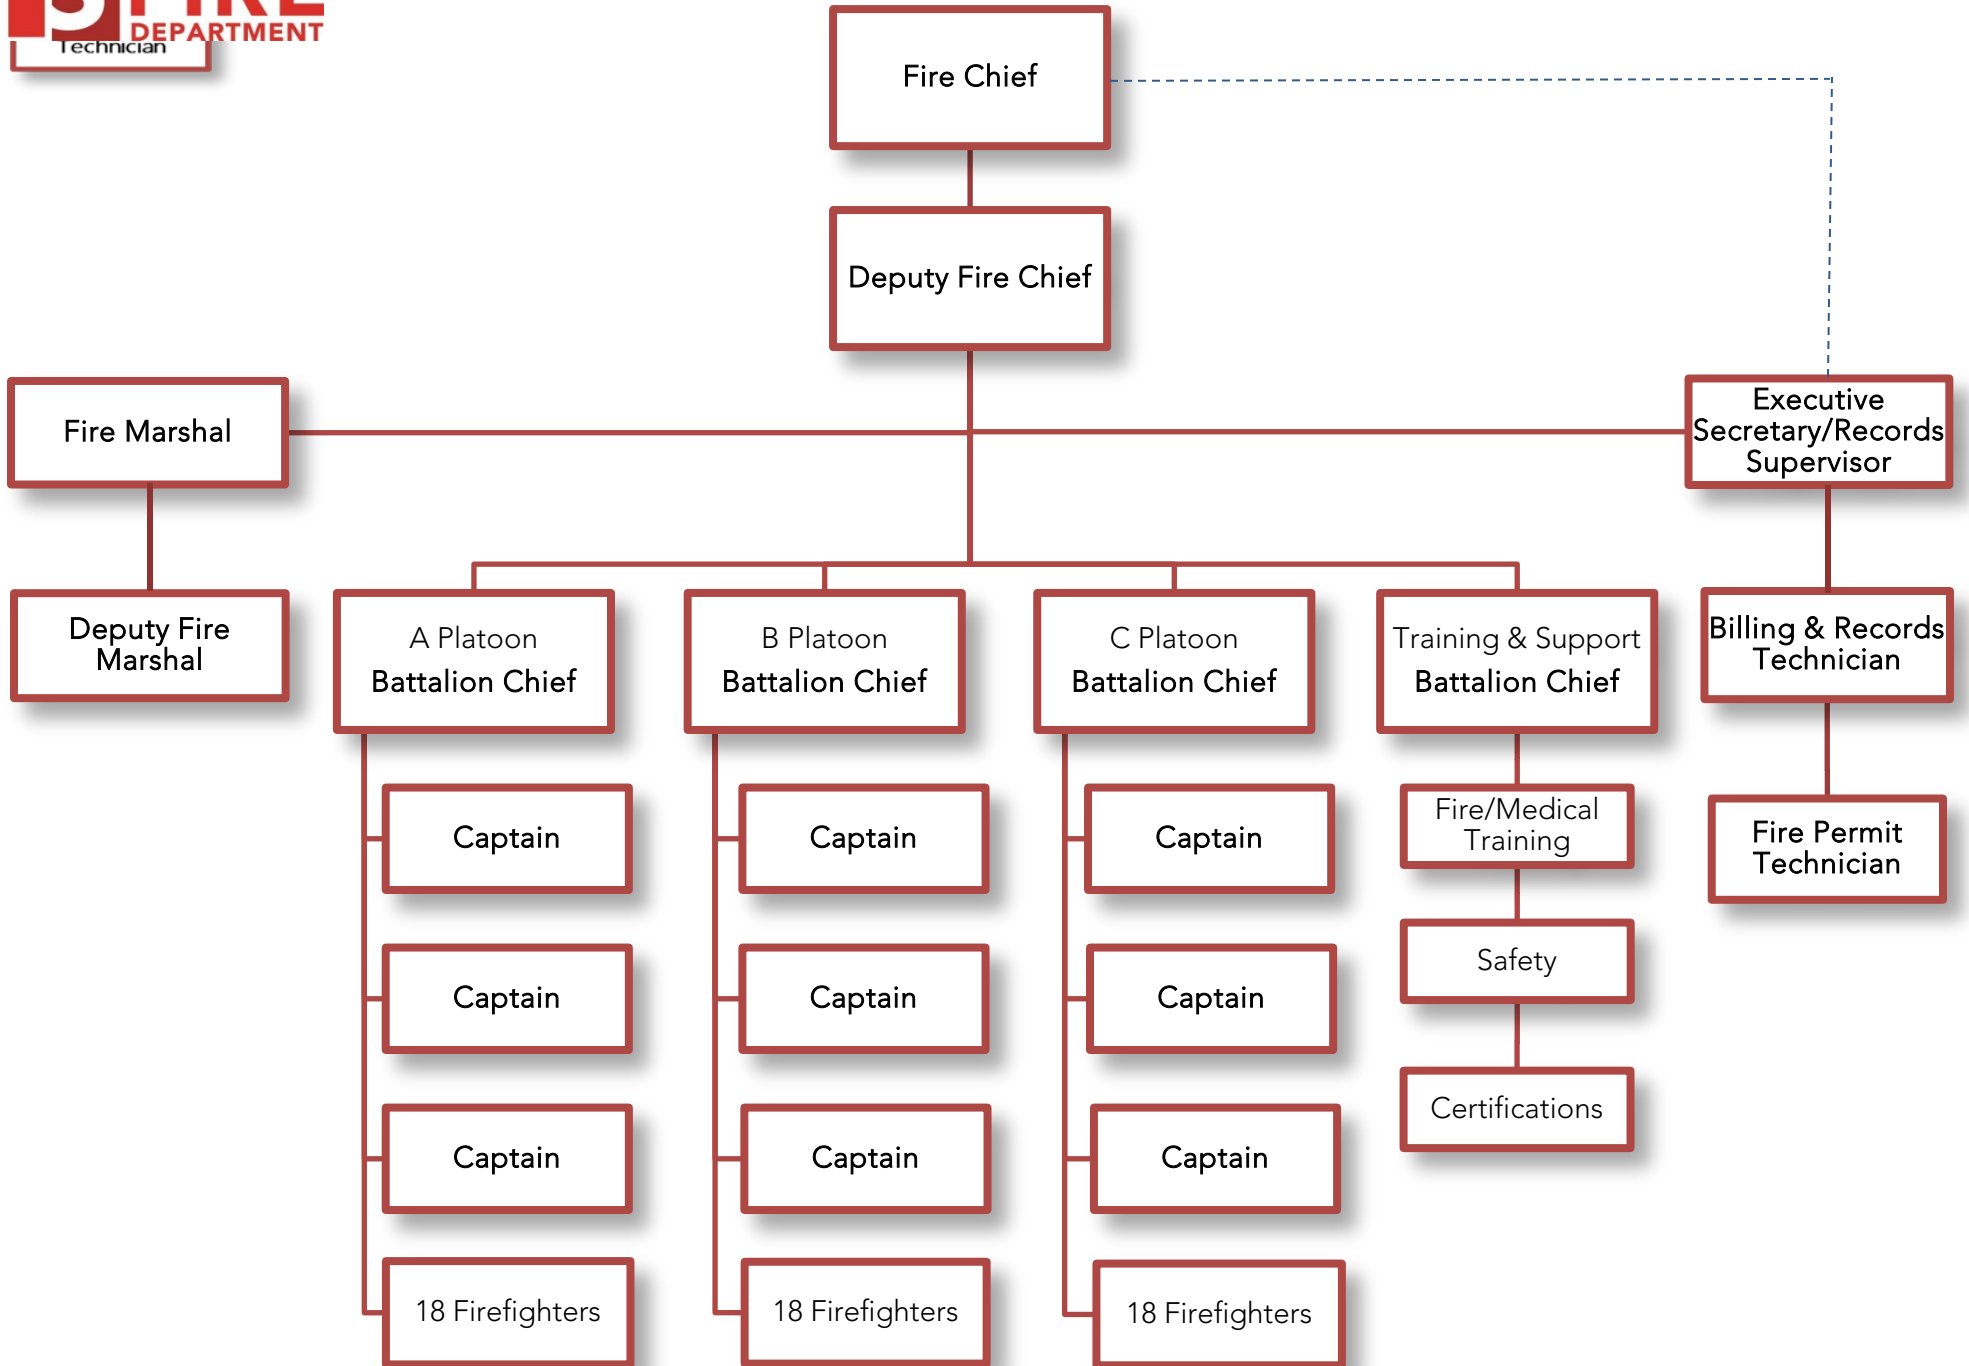 FIRE
DEPARTMENT
Technician
Fire Chief
Deputy Fire Chief
Fire Marshal
Executive
Secretary/Records
Supervisor
Deputy Fire
Marshal
A Platoon
Battalion Chief
B Platoon
Battalion Chief
C Platoon
Battalion Chief
Training & Support
Battalion Chief
Billing & Records
Technician
Captain
Captain
Captain
Fire/Medical
Training
Fire Permit
Technician
Captain
Captain
Captain
Safety
Captain
Captain
Captain
Certifications
18 Firefighters
18 Firefighters
18 Firefighters